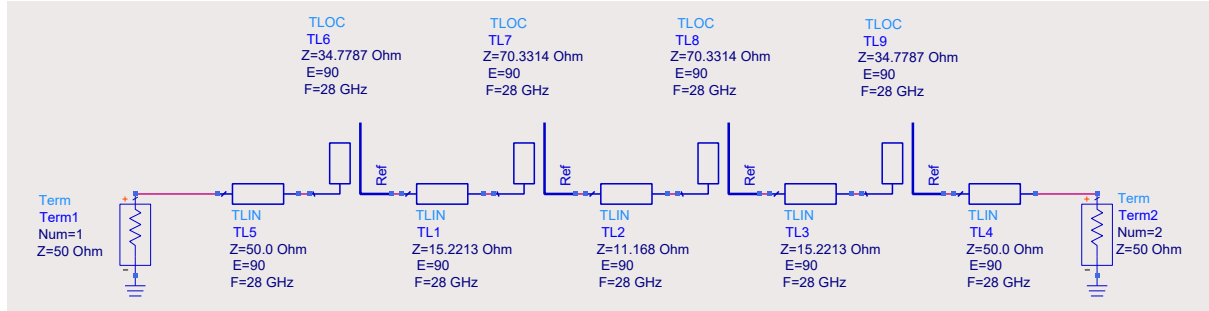 TLOC
TL6
Z=34.7787 Ohm
E=90
F=28 GHz
TLOC
TL7
Z=70.3314 Ohm
E=90
F=28 GHz
TLOC
TL8
Z=70.3314 Ohm
E=90
F=28 GHz
TLOC
TL9
Z=34.7787 Ohm
E=90
F=28 GHz
Ref
Ref
Ref
Ref
Term
Term1
Num=1
Z=50 Ohm
+
-
TLIN
TL5
Z=50.0 Ohm
E=90
F=28 GHz
TLIN
TL1
Z=15.2213 Ohm
E=90
F=28 GHz
TLIN
TL2
Z=11.168 Ohm
E=90
F=28 GHz
TLIN
TL3
Z=15.2213 Ohm
E=90
F=28 GHz
TLIN
TL4
Z=50.0 Ohm
E=90
F=28 GHz
+
-
Term
Term2
Num=2
Z=50 Ohm